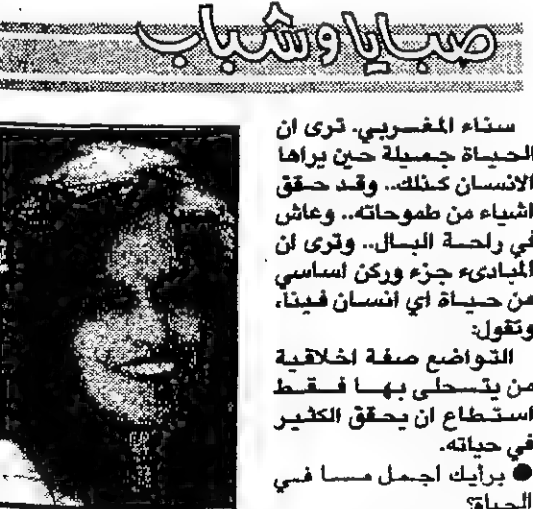 صبايا وشباب
سناء المغربي. ترى ان
الحياة جميلة حين يراها
الانسان كذلك.. وقد حقق
اشياء من طموحاته.. وعاش
في راحة البال.. وترى ان
المبادىء جزء وركن اساسي
من حياة اي انسان فينا،
وتقول:
التواضع صفة اخلاقية
من يتحلى بها فقط
استطاع ان يحقق الكثير
في حياته.
● برأيك اجمل مسا فسي
الحياة؟